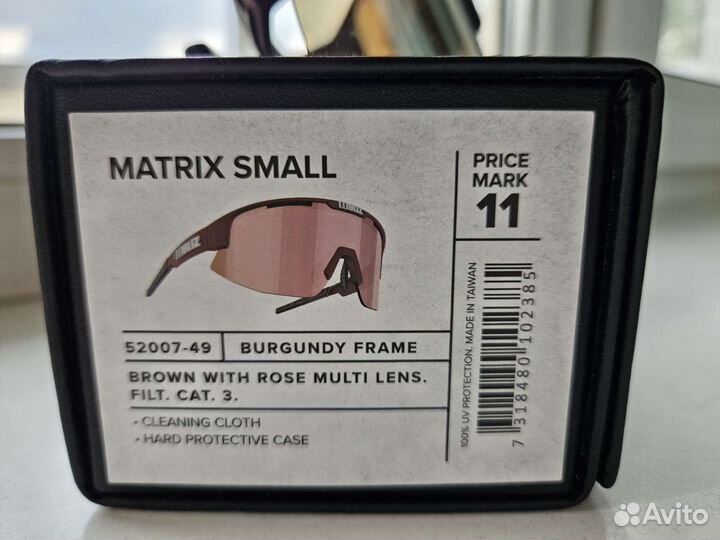 MATRIX SMALL
BLIZ
52007-49
BURGUNDY FRAME
BROWN WITH ROSE MULTI LENS.
FILT. CAT. 3.
• CLEANING CLOTH
• HARD PROTECTIVE CASE
PRICE
MARK
11
100% UV PROTECTION. MADE IN TAIWAN
7 318480 102385
Avito